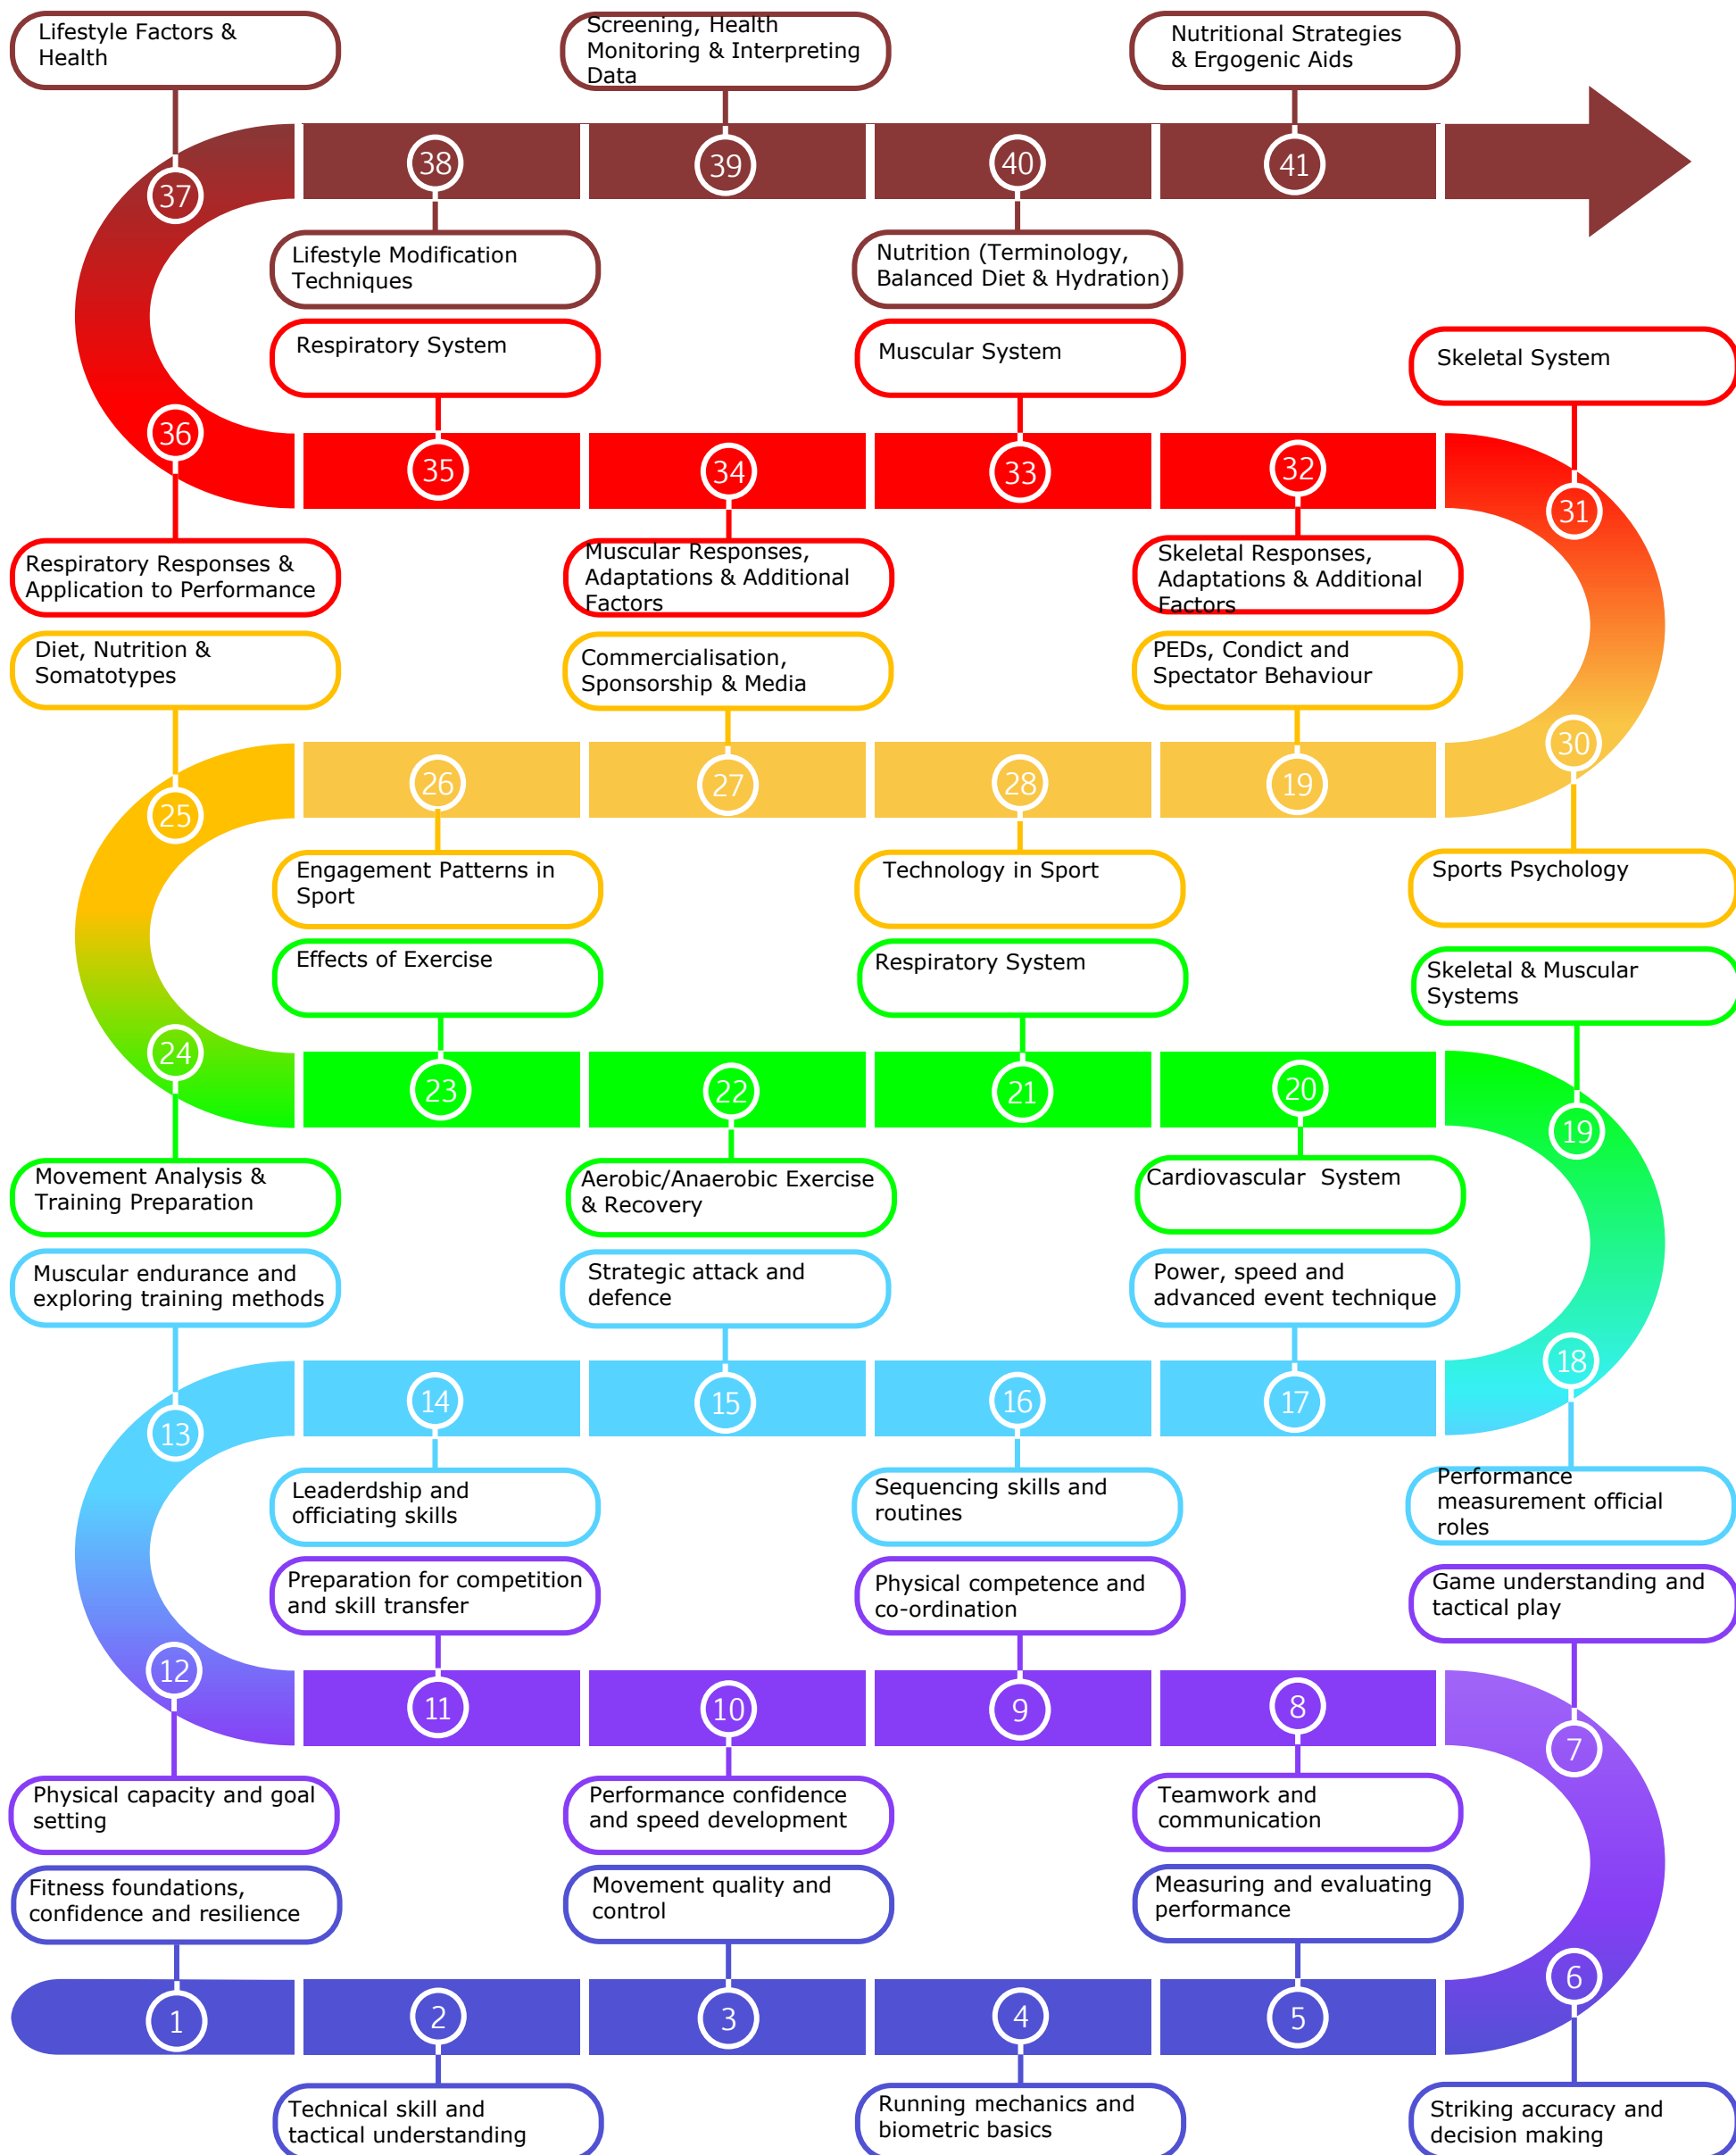 Lifestyle Factors &
Health
Screening, Health
Monitoring & Interpreting
Data
Nutritional Strategies
& Ergogenic Aids
37
38
39
40
41
Lifestyle Modification
Techniques
Nutrition (Terminology,
Balanced Diet & Hydration)
Respiratory System
Muscular System
Skeletal System
36
35
34
33
32
31
Respiratory Responses &
Application to Performance
Muscular Responses,
Adaptations & Additional
Factors
Skeletal Responses,
Adaptations & Additional
Factors
Diet, Nutrition &
Somatotypes
Commercialisation,
Sponsorship & Media
PEDs, Condict and
Spectator Behaviour
25
26
27
28
19
30
Engagement Patterns in
Sport
Technology in Sport
Sports Psychology
Effects of Exercise
Respiratory System
Skeletal & Muscular
Systems
24
23
22
21
20
19
Movement Analysis &
Training Preparation
Aerobic/Anaerobic Exercise
& Recovery
Cardiovascular System
Muscular endurance and
exploring training methods
Strategic attack and
defence
Power, speed and
advanced event technique
13
14
15
16
17
18
Leaderdship and
officiating skills
Sequencing skills and
routines
Performance
measurement official
roles
Preparation for competition
and skill transfer
Physical competence and
co-ordination
Game understanding and
tactical play
12
11
10
9
8
7
Physical capacity and goal
setting
Performance confidence
and speed development
Teamwork and
communication
Fitness foundations,
confidence and resilience
Movement quality and
control
Measuring and evaluating
performance
1
2
3
4
5
6
Technical skill and
tactical understanding
Running mechanics and
biometric basics
Striking accuracy and
decision making